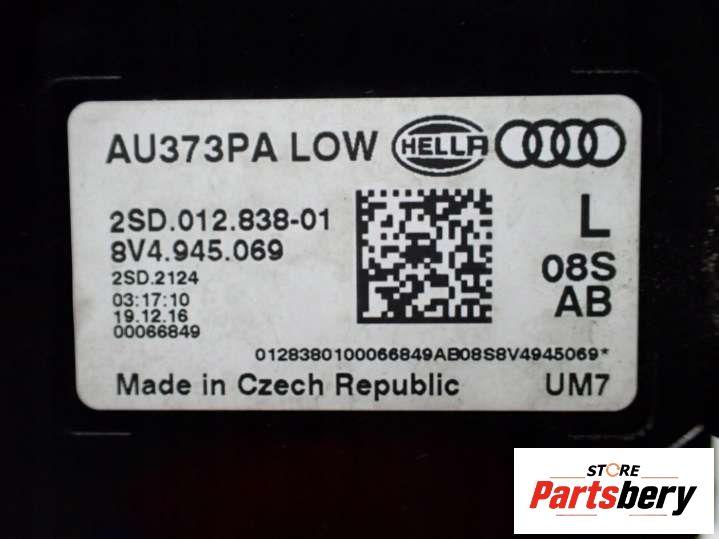 AU373PA LOW HELLA
2SD.012.838-01 L
8V4.945.069 08S
2SD.2124 AB
03:17:10
19.12.16
00066849
0128380100066849AB08S8V4945069*
Made in Czech Republic UM7
STORE
Partsbery